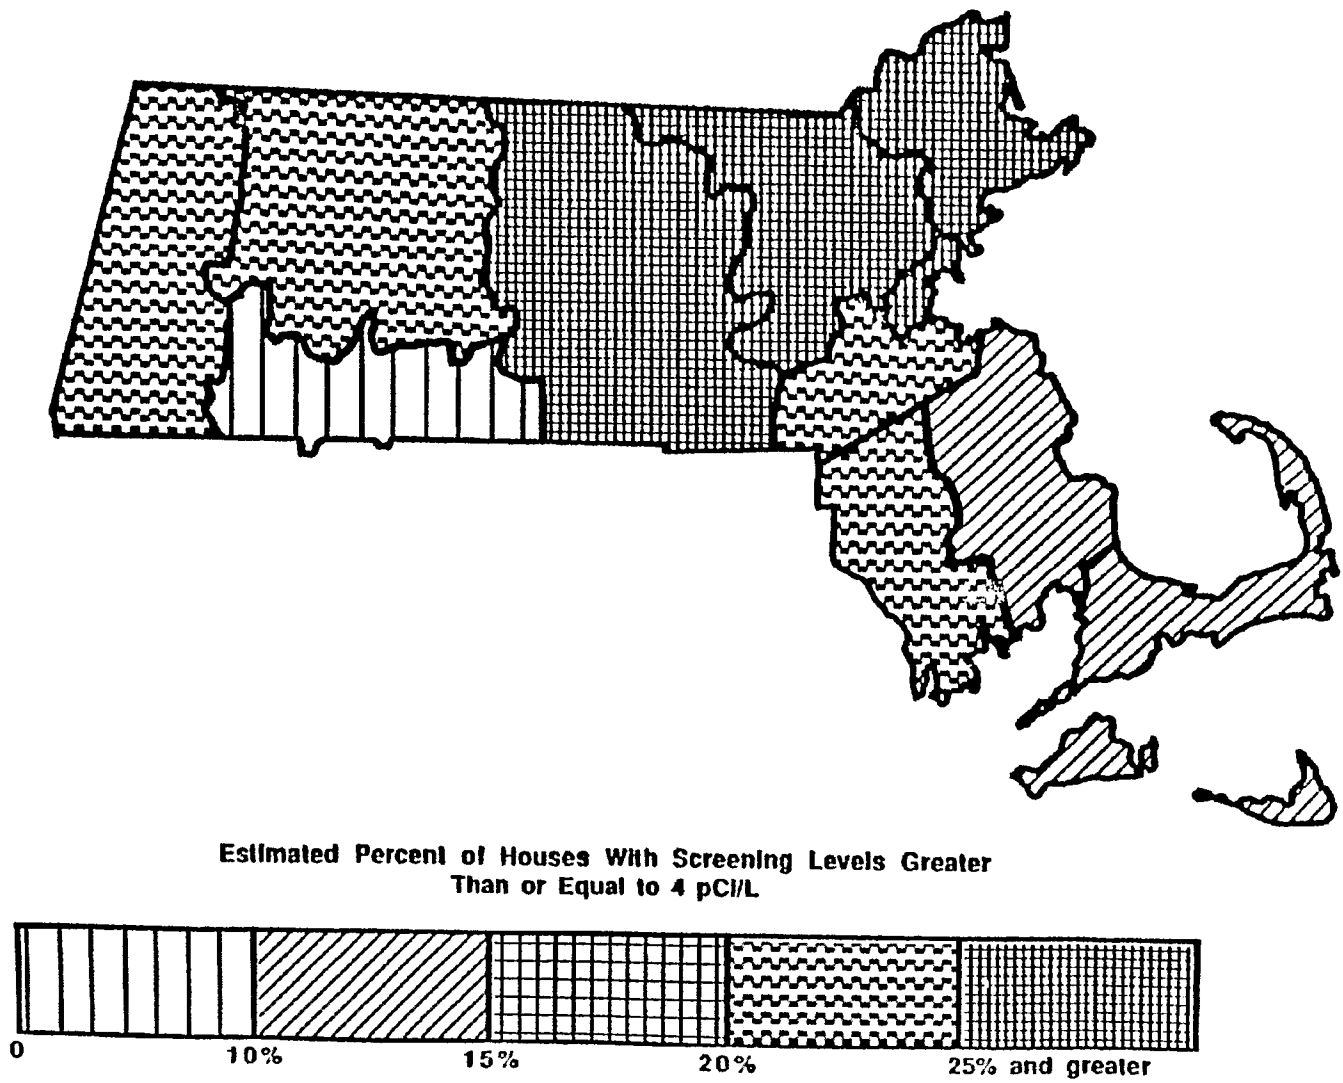 Estimated Percent of Houses With Screening Levels Greater
Than or Equal to 4 pCi/L
0 10% 15% 20% 25% and greater